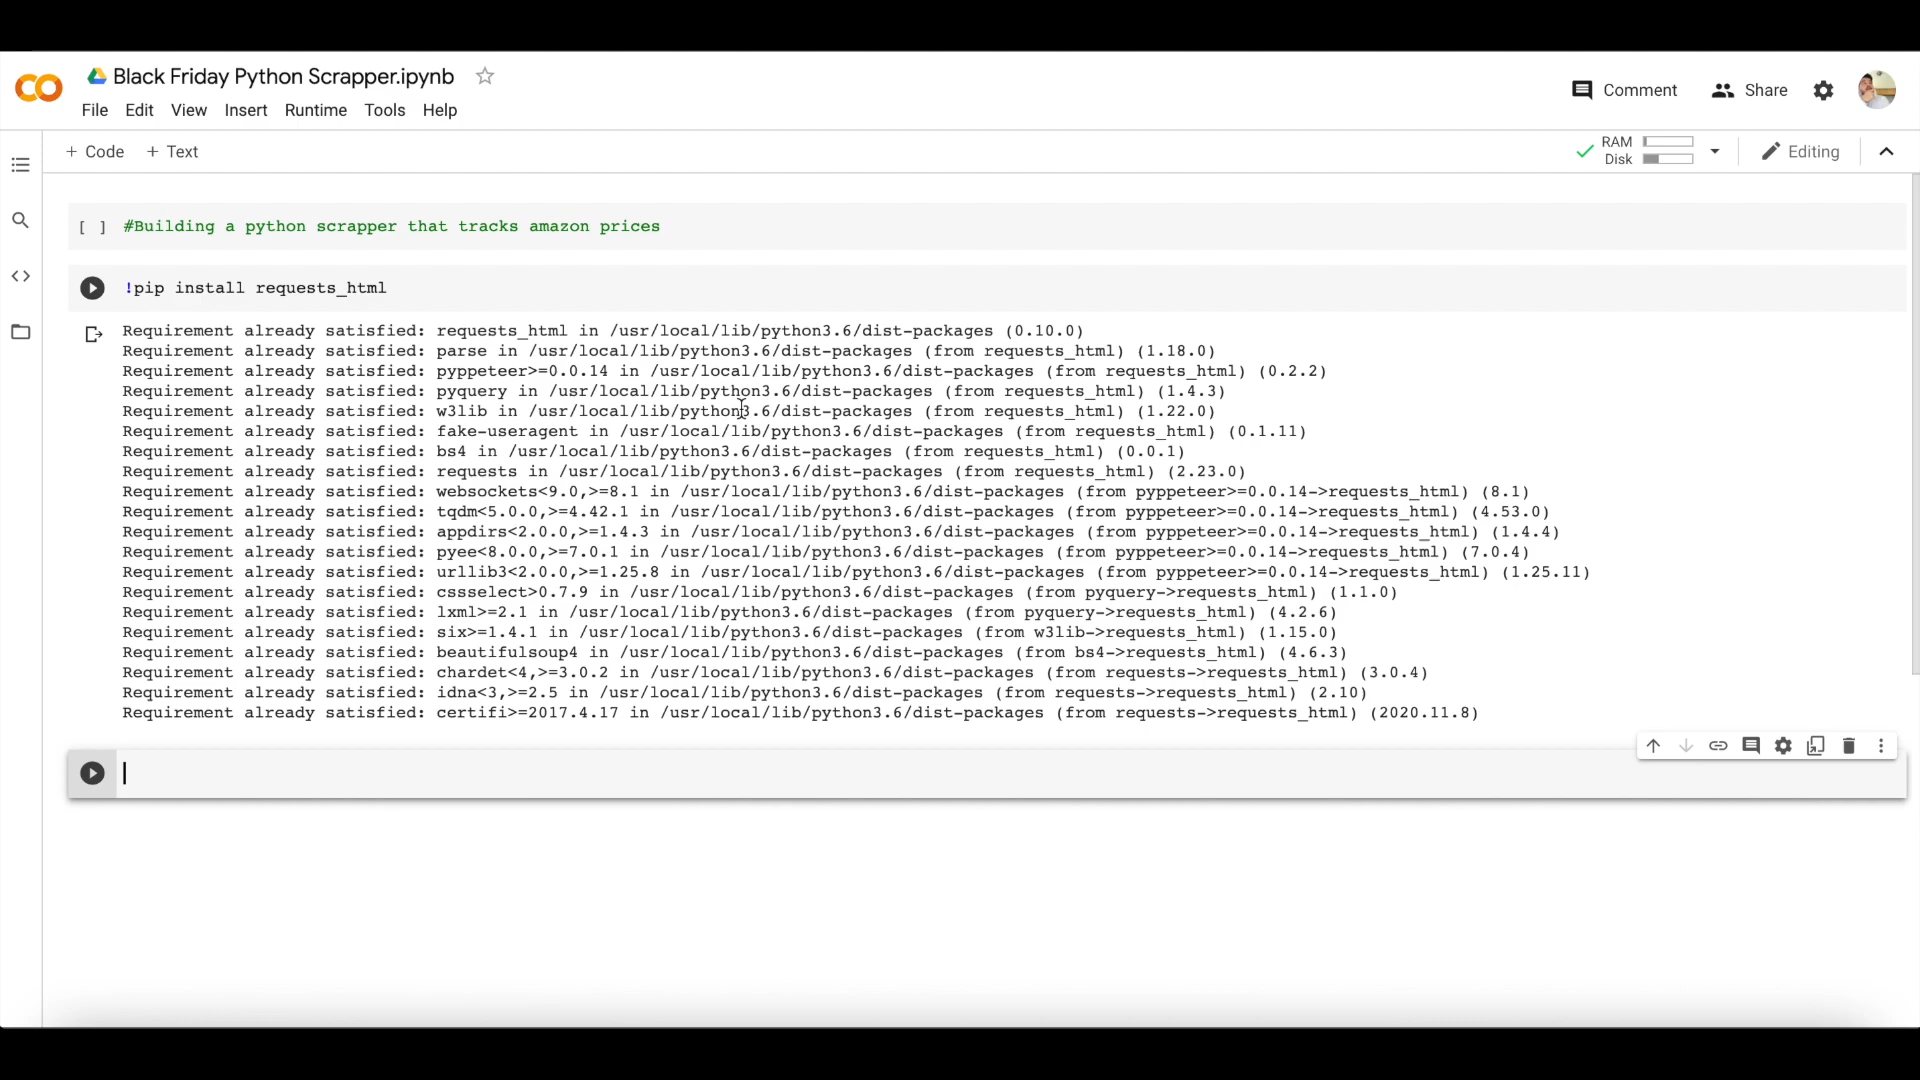 Black Friday Python Scrapper.ipynb
File Edit View Insert Runtime Tools Help
Comment Share
+ Code + Text
RAM
Disk
Editing
[ ] #Building a python scrapper that tracks amazon prices
!pip install requests_html
Requirement already satisfied: requests_html in /usr/local/lib/python3.6/dist-packages (0.10.0)
Requirement already satisfied: parse in /usr/local/lib/python3.6/dist-packages (from requests_html) (1.18.0)
Requirement already satisfied: pyppeteer>=0.0.14 in /usr/local/lib/python3.6/dist-packages (from requests_html) (0.2.2)
Requirement already satisfied: pyquery in /usr/local/lib/python3.6/dist-packages (from requests_html) (1.4.3)
Requirement already satisfied: w3lib in /usr/local/lib/python3.6/dist-packages (from requests_html) (1.22.0)
Requirement already satisfied: fake-useragent in /usr/local/lib/python3.6/dist-packages (from requests_html) (0.1.11)
Requirement already satisfied: bs4 in /usr/local/lib/python3.6/dist-packages (from requests_html) (0.0.1)
Requirement already satisfied: requests in /usr/local/lib/python3.6/dist-packages (from requests_html) (2.23.0)
Requirement already satisfied: websockets<9.0,>=8.1 in /usr/local/lib/python3.6/dist-packages (from pyppeteer>=0.0.14->requests_html) (8.1)
Requirement already satisfied: tqdm<5.0.0,>=4.42.1 in /usr/local/lib/python3.6/dist-packages (from pyppeteer>=0.0.14->requests_html) (4.53.0)
Requirement already satisfied: appdirs<2.0.0,>=1.4.3 in /usr/local/lib/python3.6/dist-packages (from pyppeteer>=0.0.14->requests_html) (1.4.4)
Requirement already satisfied: pyee<8.0.0,>=7.0.1 in /usr/local/lib/python3.6/dist-packages (from pyppeteer>=0.0.14->requests_html) (7.0.4)
Requirement already satisfied: urllib3<2.0.0,>=1.25.8 in /usr/local/lib/python3.6/dist-packages (from pyppeteer>=0.0.14->requests_html) (1.25.11)
Requirement already satisfied: cssselect>0.7.9 in /usr/local/lib/python3.6/dist-packages (from pyquery->requests_html) (1.1.0)
Requirement already satisfied: lxml>=2.1 in /usr/local/lib/python3.6/dist-packages (from pyquery->requests_html) (4.2.6)
Requirement already satisfied: six>=1.4.1 in /usr/local/lib/python3.6/dist-packages (from w3lib->requests_html) (1.15.0)
Requirement already satisfied: beautifulsoup4 in /usr/local/lib/python3.6/dist-packages (from bs4->requests_html) (4.6.3)
Requirement already satisfied: chardet<4,>=3.0.2 in /usr/local/lib/python3.6/dist-packages (from requests->requests_html) (3.0.4)
Requirement already satisfied: idna<3,>=2.5 in /usr/local/lib/python3.6/dist-packages (from requests->requests_html) (2.10)
Requirement already satisfied: certifi>=2017.4.17 in /usr/local/lib/python3.6/dist-packages (from requests->requests_html) (2020.11.8)